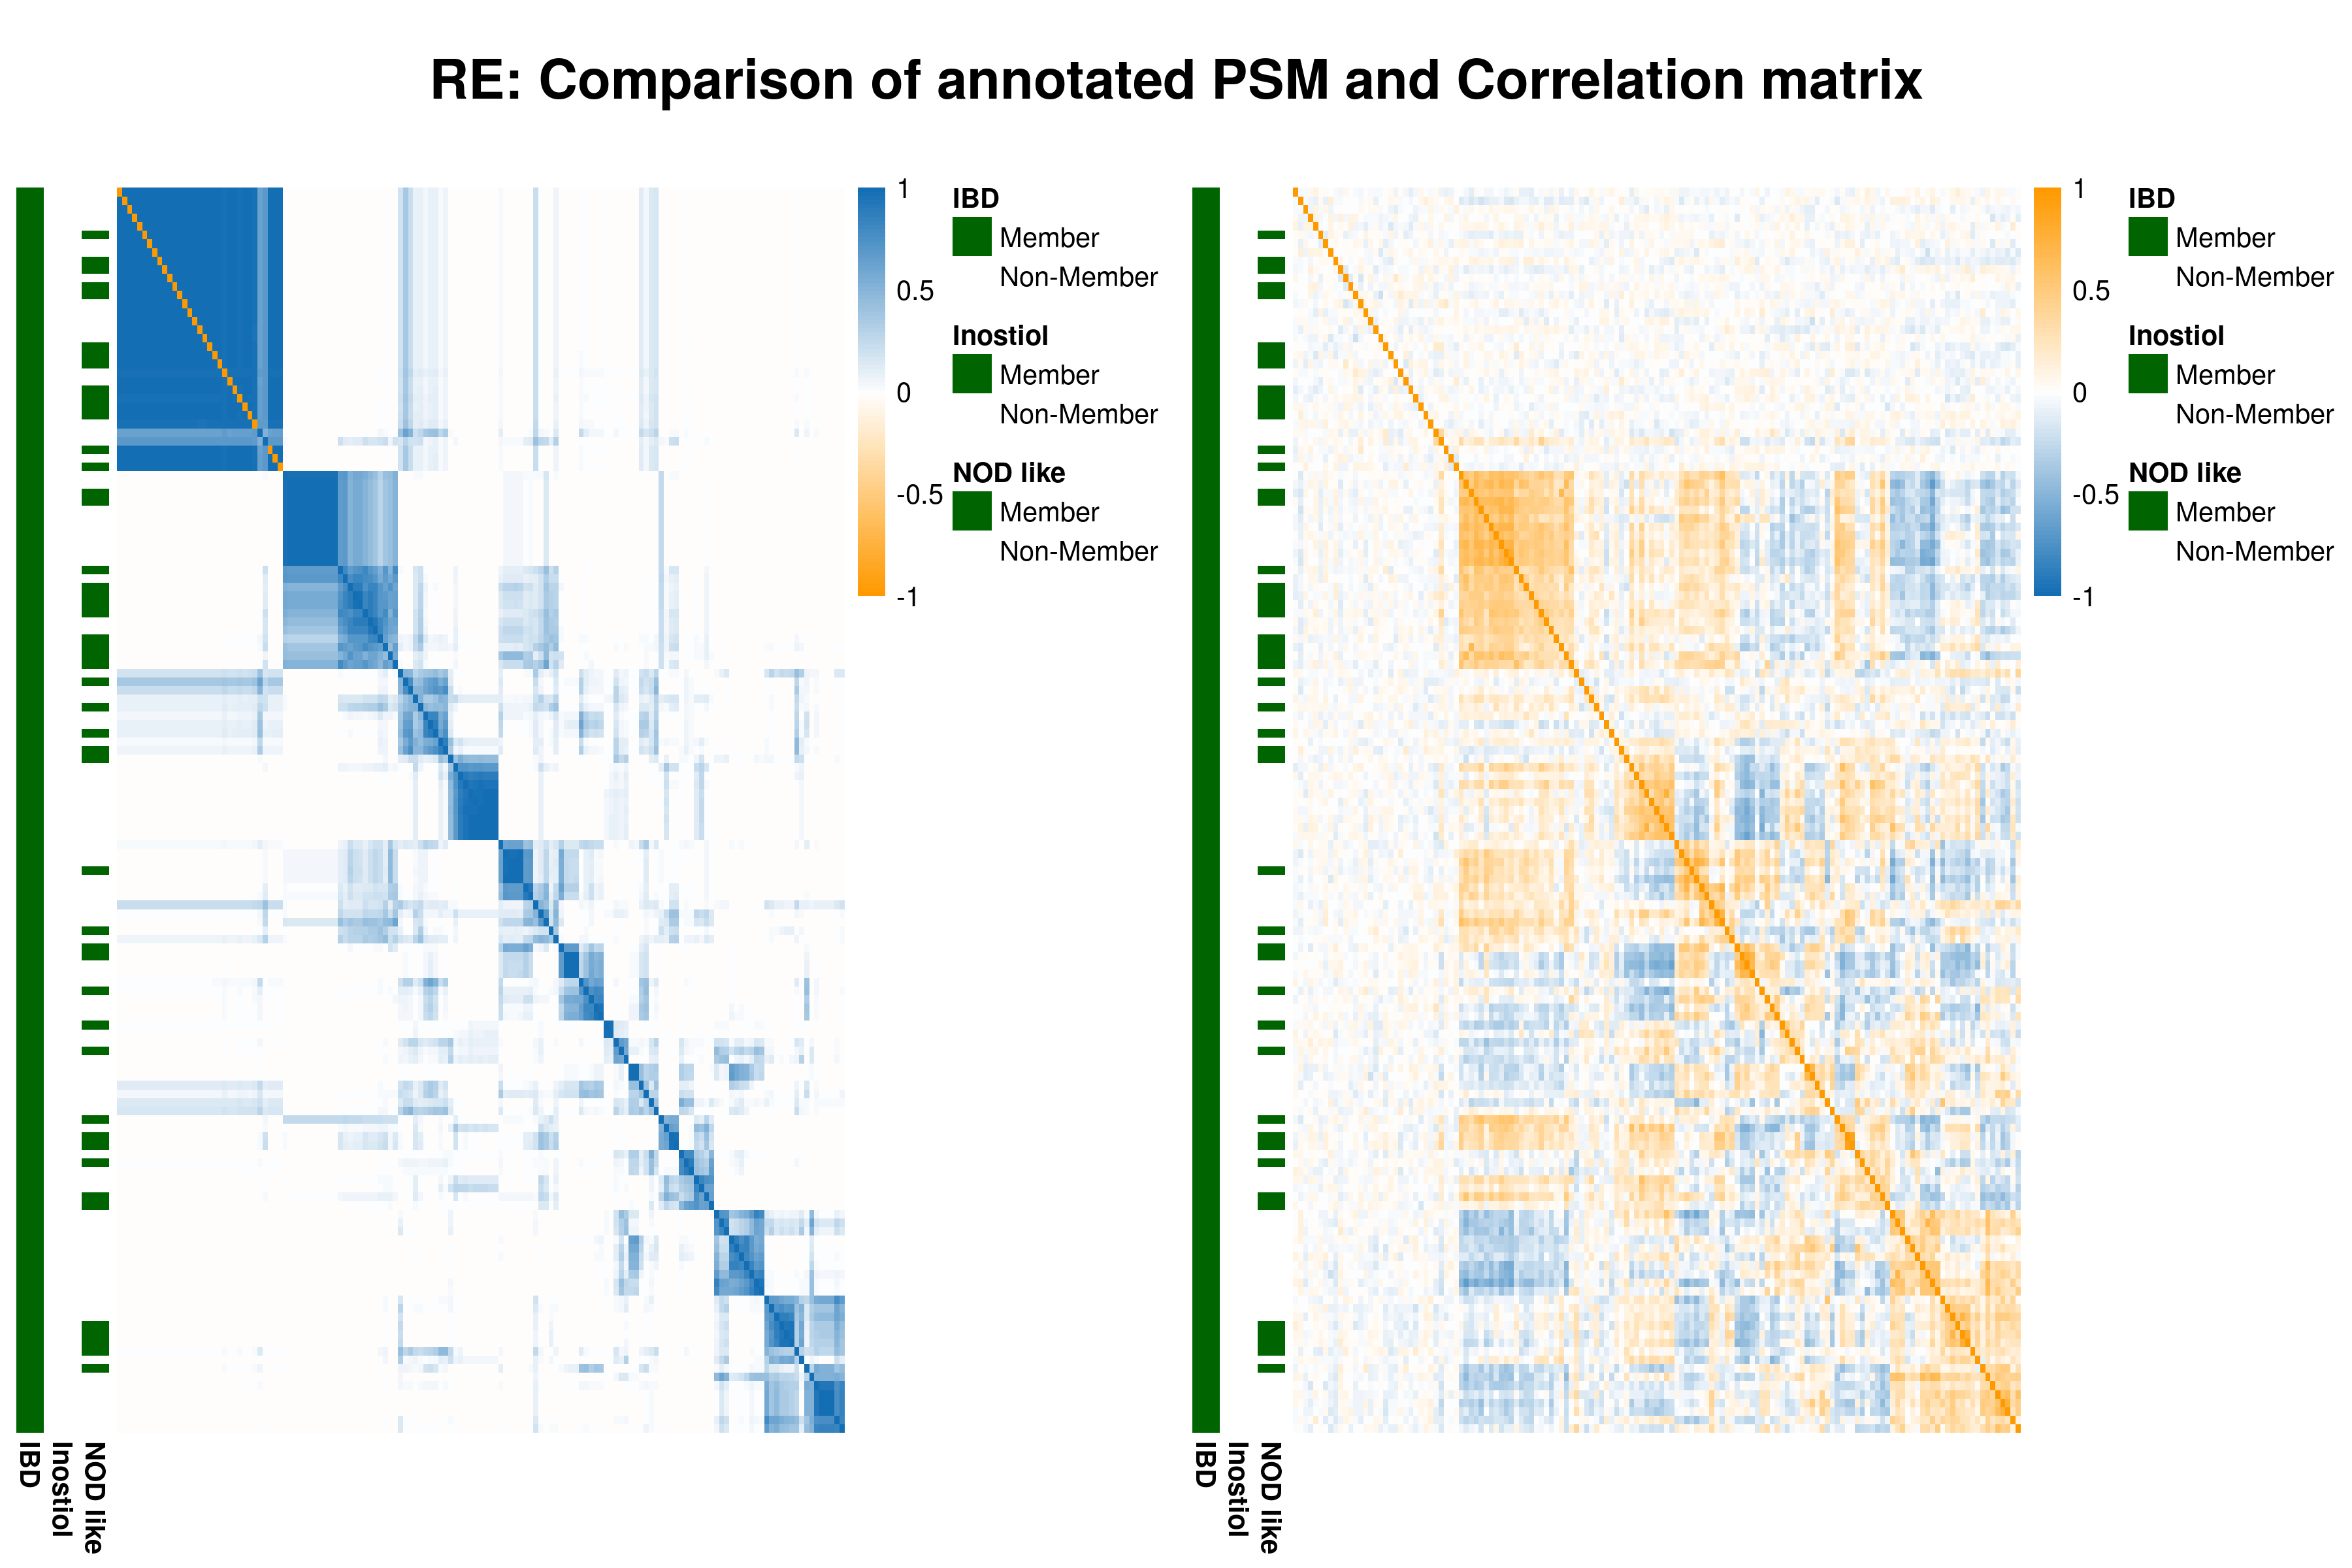 RE: Comparison of annotated PSM and Correlation matrix
1
0.5
0
-0.5
-1
IBD
Member
Non-Member
Inostiol
Member
Non-Member
NOD like
Member
Non-Member
IBD
Inostiol
NOD like
1
0.5
0
-0.5
-1
IBD
Member
Non-Member
Inostiol
Member
Non-Member
NOD like
Member
Non-Member
IBD
Inostiol
NOD like